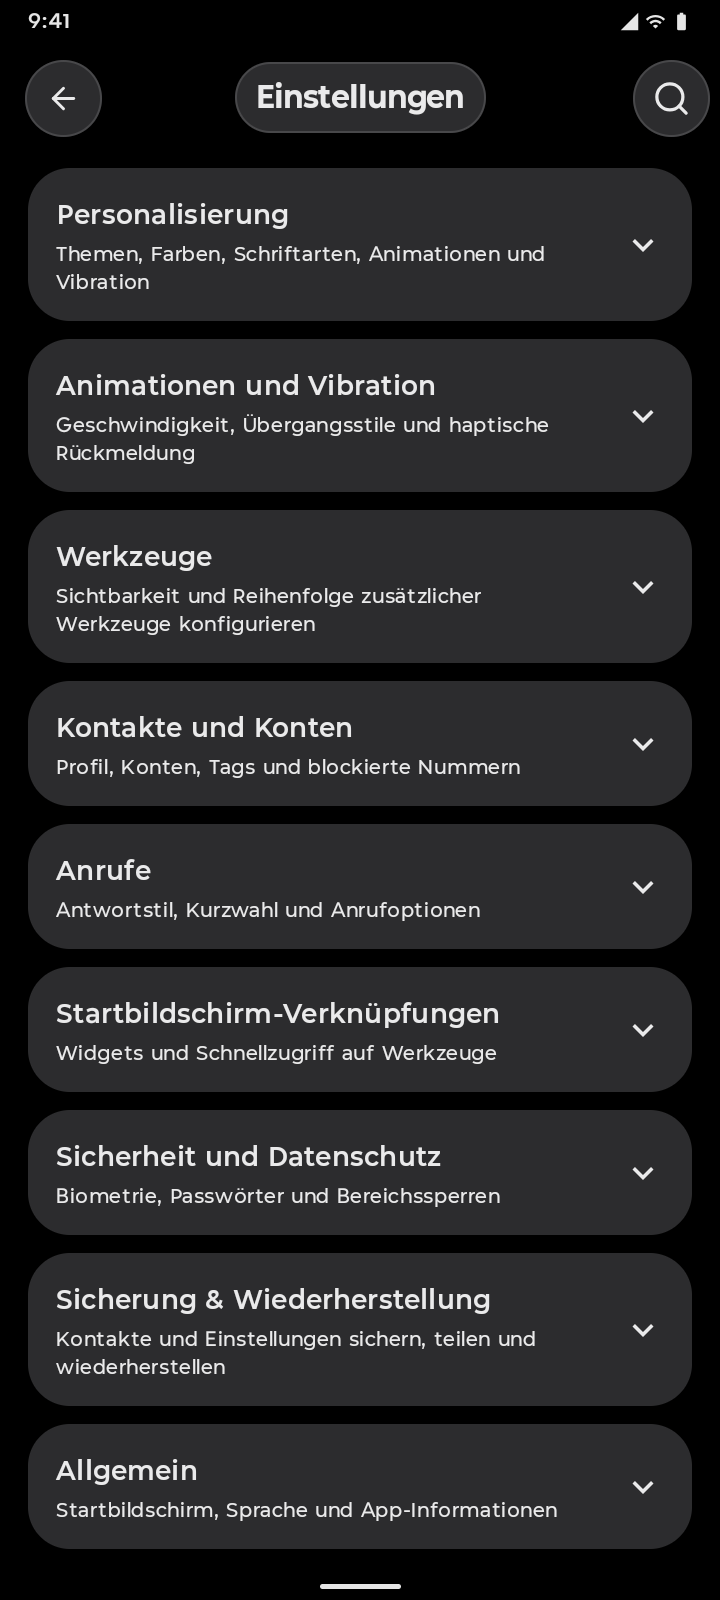 9:41
Einstellungen
Personalisierung
Themen, Farben, Schriftarten, Animationen und
Vibration
Animationen und Vibration
Geschwindigkeit, Übergangsstile und haptische
Rückmeldung
Werkzeuge
Sichtbarkeit und Reihenfolge zusätzlicher
Werkzeuge konfigurieren
Kontakte und Konten
Profil, Konten, Tags und blockierte Nummern
Anrufe
Antwortstil, Kurzwahl und Anrufoptionen
Startbildschirm-Verknüpfungen
Widgets und Schnellzugriff auf Werkzeuge
Sicherheit und Datenschutz
Biometrie, Passwörter und Bereichssperren
Sicherung & Wiederherstellung
Kontakte und Einstellungen sichern, teilen und
wiederherstellen
Allgemein
Startbildschirm, Sprache und App-Informationen